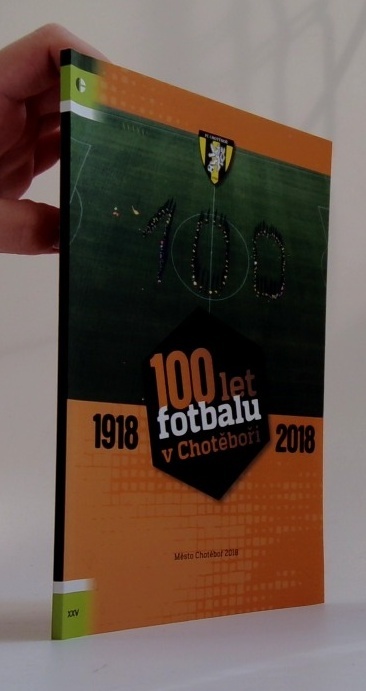 100
100 let
fotbalu
v Chotěboři
1918
2018
Město Chotěboř 2018
XXV